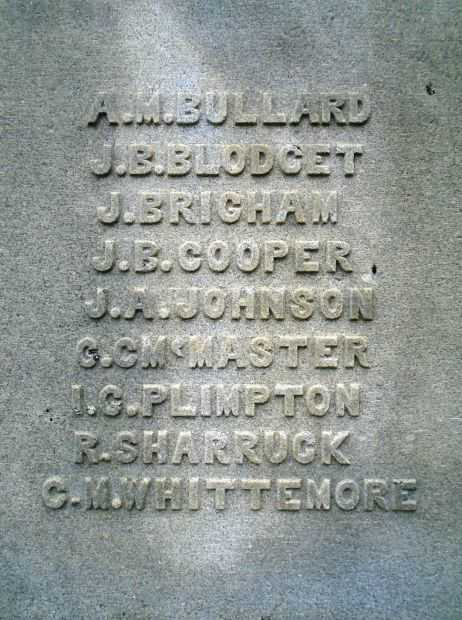 A.M.BULLARD
J.B.BLODGET
J.BRIGHAM
J.B.COOPER
J.A.JOHNSON
G.C.McMASTER
I.G.PLIMPTON
R.SHARRUCK
C.M.WHITTEMORE